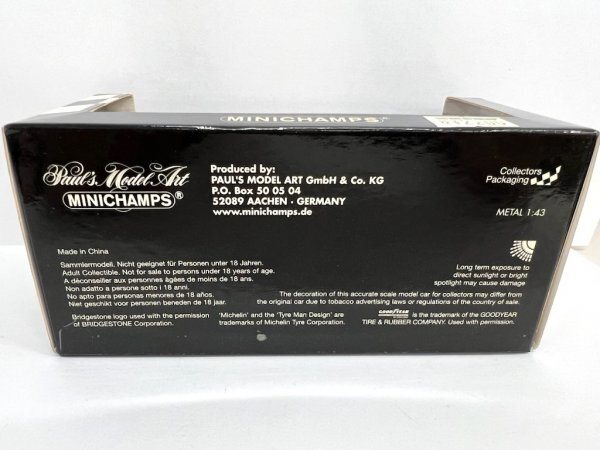 MINICHAMPS®
Paul's Model Art
MINICHAMPS®
Produced by:
PAUL'S MODEL ART GmbH & Co. KG
P.O. Box 50 05 04
52089 AACHEN · GERMANY
www.minichamps.de
Collectors
Packaging
METAL 1:43
Made in China
Sammlermodell. Nicht geeignet für Personen unter 18 Jahren.
Adult Collectible. Not for sale to persons under 18 years of age.
A déconseiller aux personnes âgées de moins de 18 ans.
Non adatto a persone sotto i 18 anni.
No apto para personas menores de 18 años.
Niet geschikt voor personen beneden de 18 jaar.
Long term exposure to
direct sunlight or bright
spotlight may cause damage
The decoration of this accurate scale model car for collectors may differ from
the original car due to tobacco advertising laws or regulations of the country of sale.
Bridgestone logo used with the permission
of BRIDGESTONE Corporation.
'Michelin' and the 'Tyre Man Design' are
trademarks of Michelin Tyre Corporation.
GOODYEAR is the trademark of the GOODYEAR
TIRE & RUBBER COMPANY. Used with permission.